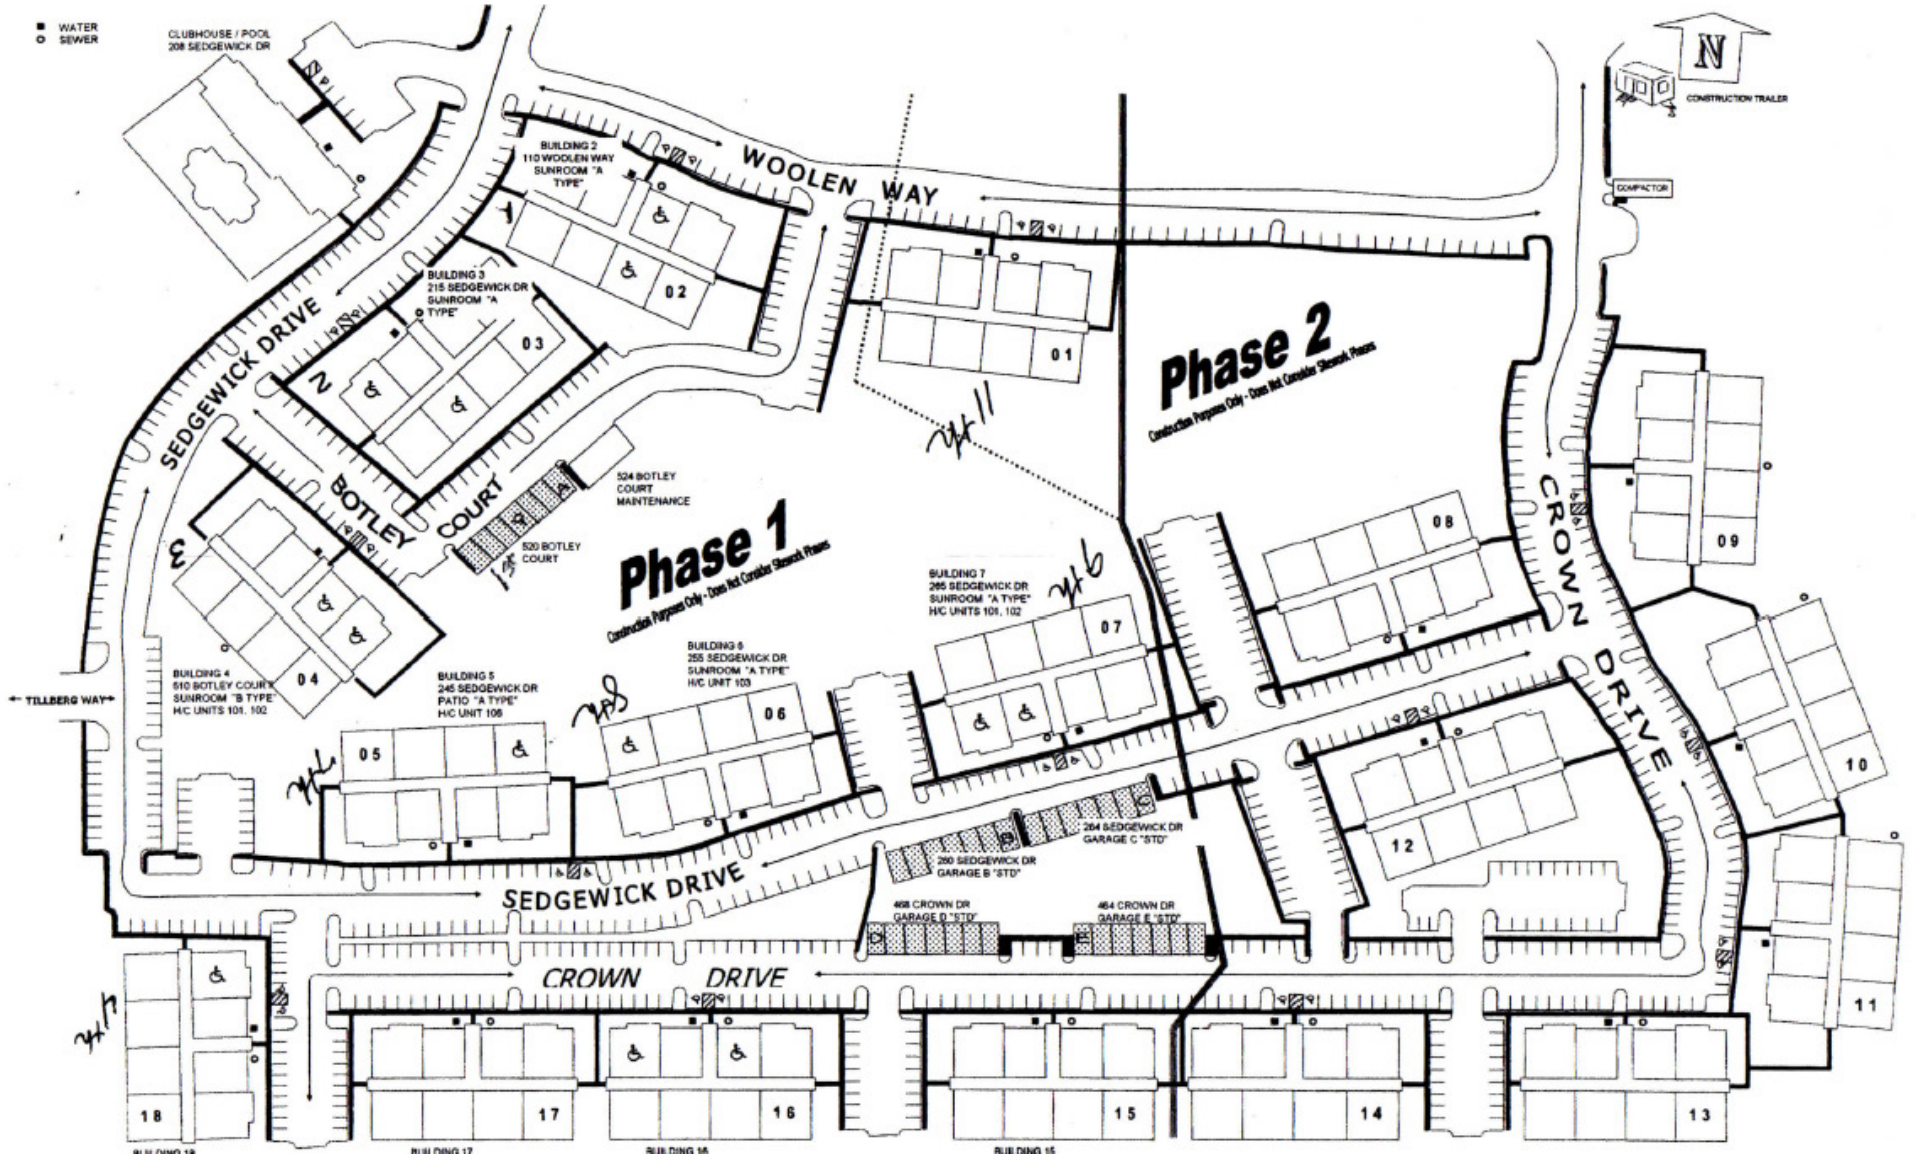 WATER
SEWER
CLUBHOUSE / POOL
208 SEDGEWICK DR
N
CONSTRUCTION TRAILER
COMPACTOR
BUILDING 2
110 WOOLEN WAY
SUNROOM "A
TYPE"
WOOLEN WAY
1
02
BUILDING 3
215 SEDGEWICK DR
SUNROOM "A
TYPE"
03
2
01
SEDGEWICK DRIVE
Phase 2
Construction Purposes Only - Does Not Consider Sitework Phases
BOTLEY COURT
524 BOTLEY
COURT
MAINTENANCE
A
520 BOTLEY
COURT
Phase 1
Construction Purposes Only - Does Not Consider Sitework Phases
CROWN DRIVE
08
09
3
04
BUILDING 4
510 BOTLEY COURT
SUNROOM "B TYPE"
H/C UNITS 101, 102
TILLBERG WAY
BUILDING 5
245 SEDGEWICK DR
PATIO "A TYPE"
H/C UNIT 106
05
BUILDING 6
255 SEDGEWICK DR
SUNROOM "A TYPE"
H/C UNIT 103
06
BUILDING 7
265 SEDGEWICK DR
SUNROOM "A TYPE"
H/C UNITS 101, 102
07
10
12
B
C
264 SEDGEWICK DR
GARAGE C "STD"
260 SEDGEWICK DR
GARAGE B "STD"
SEDGEWICK DRIVE
468 CROWN DR
GARAGE D "STD"
464 CROWN DR
GARAGE E "STD"
D
E
CROWN DRIVE
11
18
17
16
15
14
13
BUILDING 18
BUILDING 17
BUILDING 16
BUILDING 15